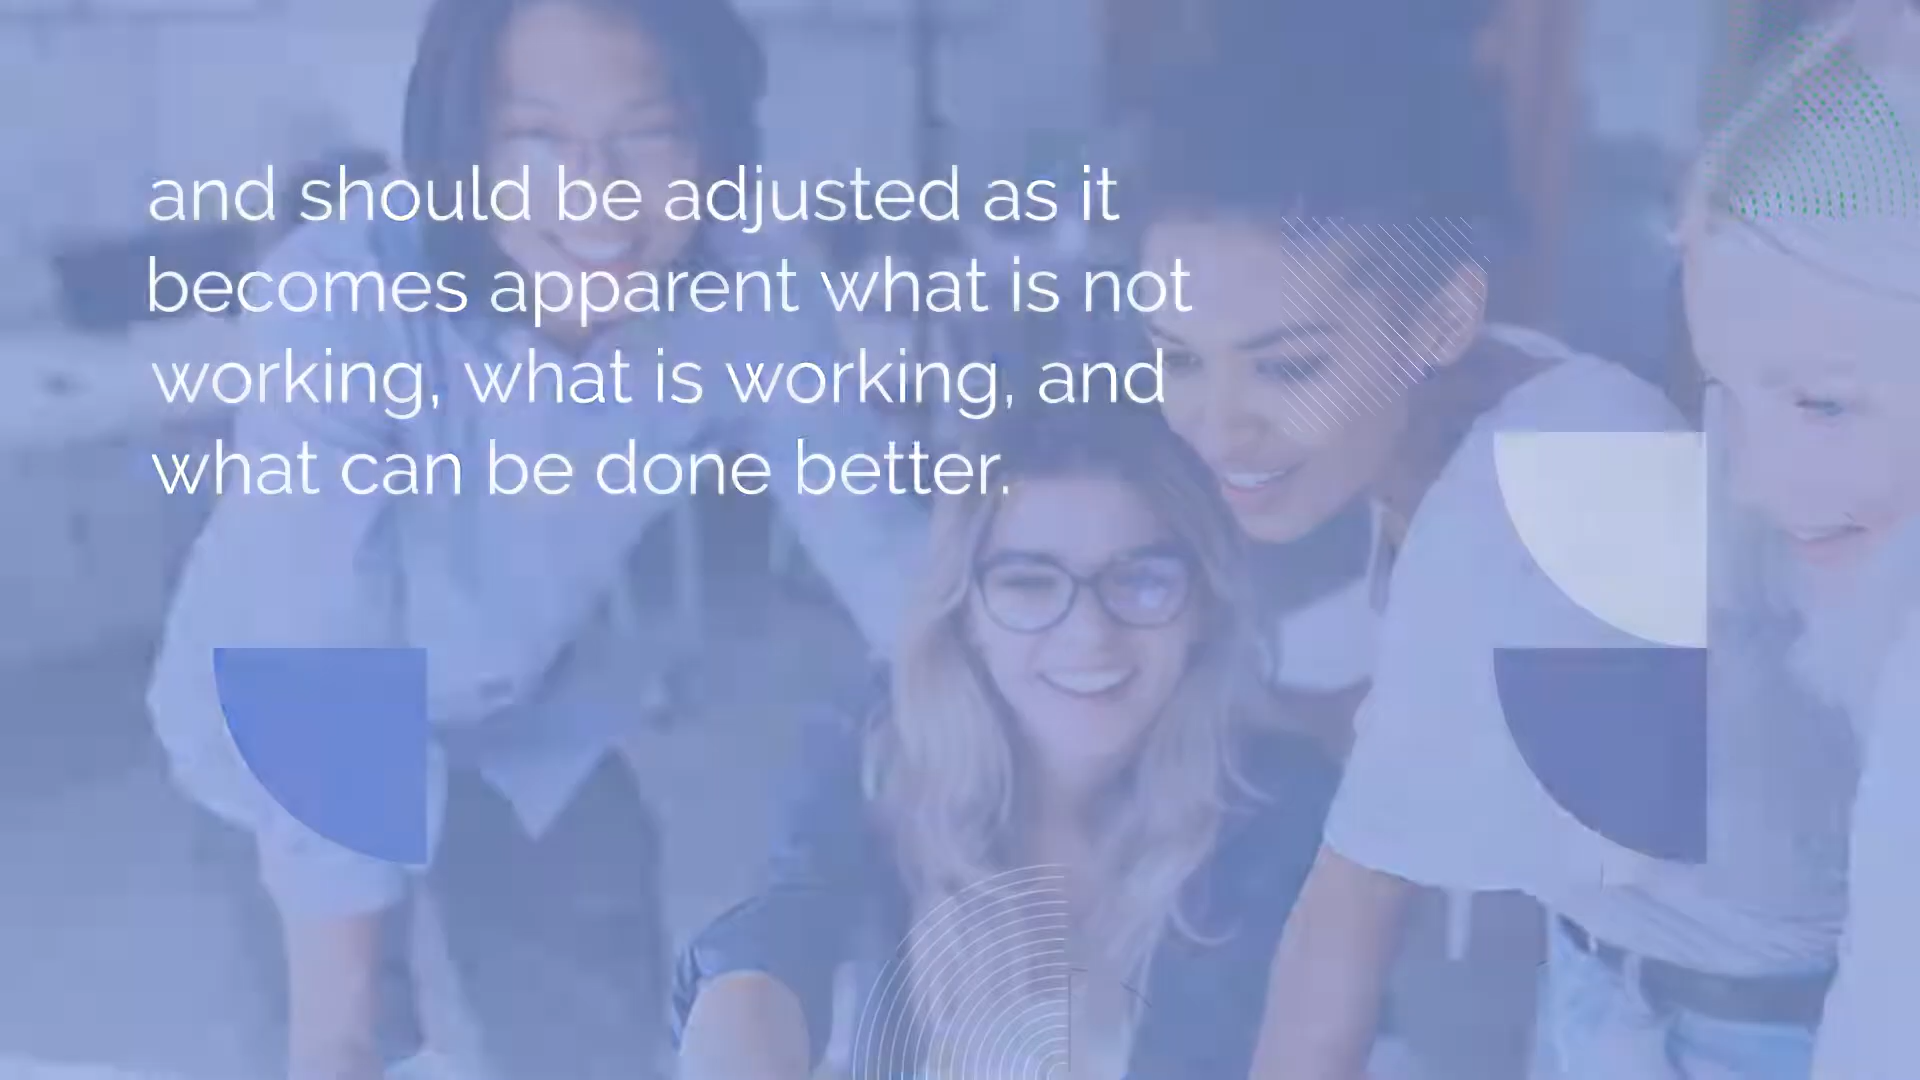 and should be adjusted as it
becomes apparent what is not
working, what is working, and
what can be done better.